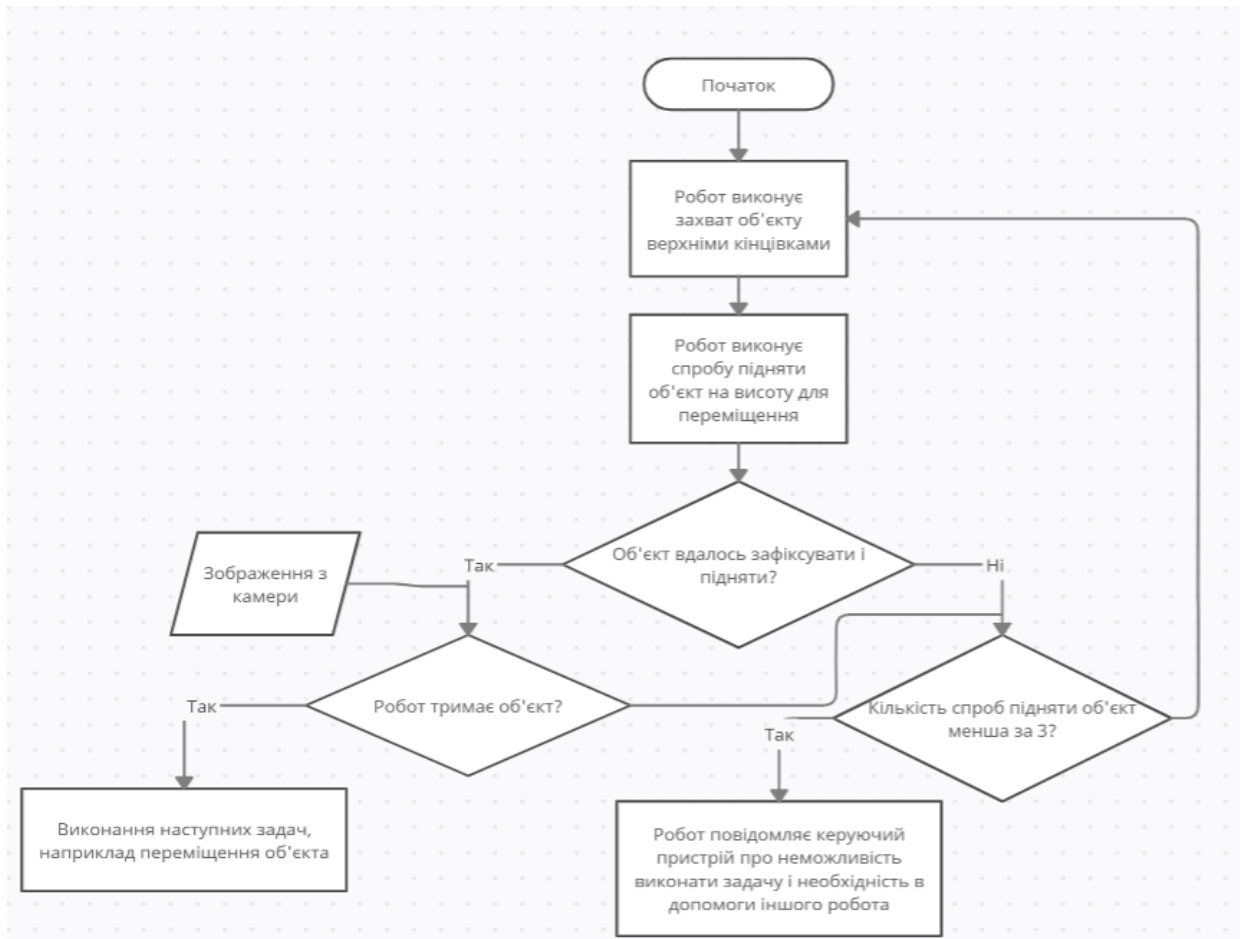 Початок
Робот виконує
захват об'єкту
верхніми кінцівками
Робот виконує
спробу підняти
об'єкт на висоту для
переміщення
Об'єкт вдалось зафіксувати і
підняти?
Так
Ні
Зображення з
камери
Робот тримає об'єкт?
Так
Кількість спроб підняти об'єкт
менша за 3?
Так
Виконання наступних задач,
наприклад переміщення об'єкта
Робот повідомляє керуючий
пристрій про неможливість
виконати задачу і необхідність в
допомоги іншого робота